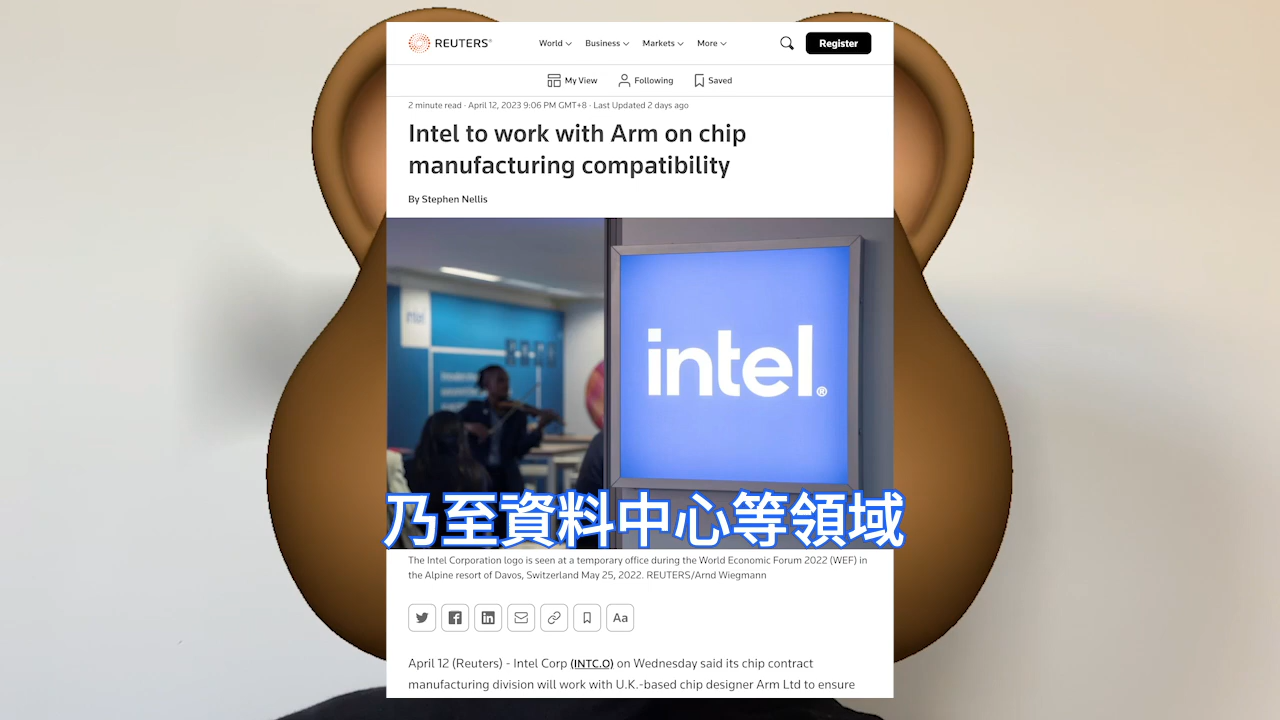 REUTERS®
World Business Markets More
Register
My View Following Saved
2 minute read · April 12, 2023 9:06 PM GMT+8 · Last Updated 2 days ago
Intel to work with Arm on chip
manufacturing compatibility
By Stephen Nellis
intel®
乃至資料中心等領域
The Intel Corporation logo is seen at a temporary office during the World Economic Forum 2022 (WEF) in
the Alpine resort of Davos, Switzerland May 25, 2022. REUTERS/Arnd Wiegmann
Aa
April 12 (Reuters) - Intel Corp (INTC.O) on Wednesday said its chip contract
manufacturing division will work with U.K.-based chip designer Arm Ltd to ensure